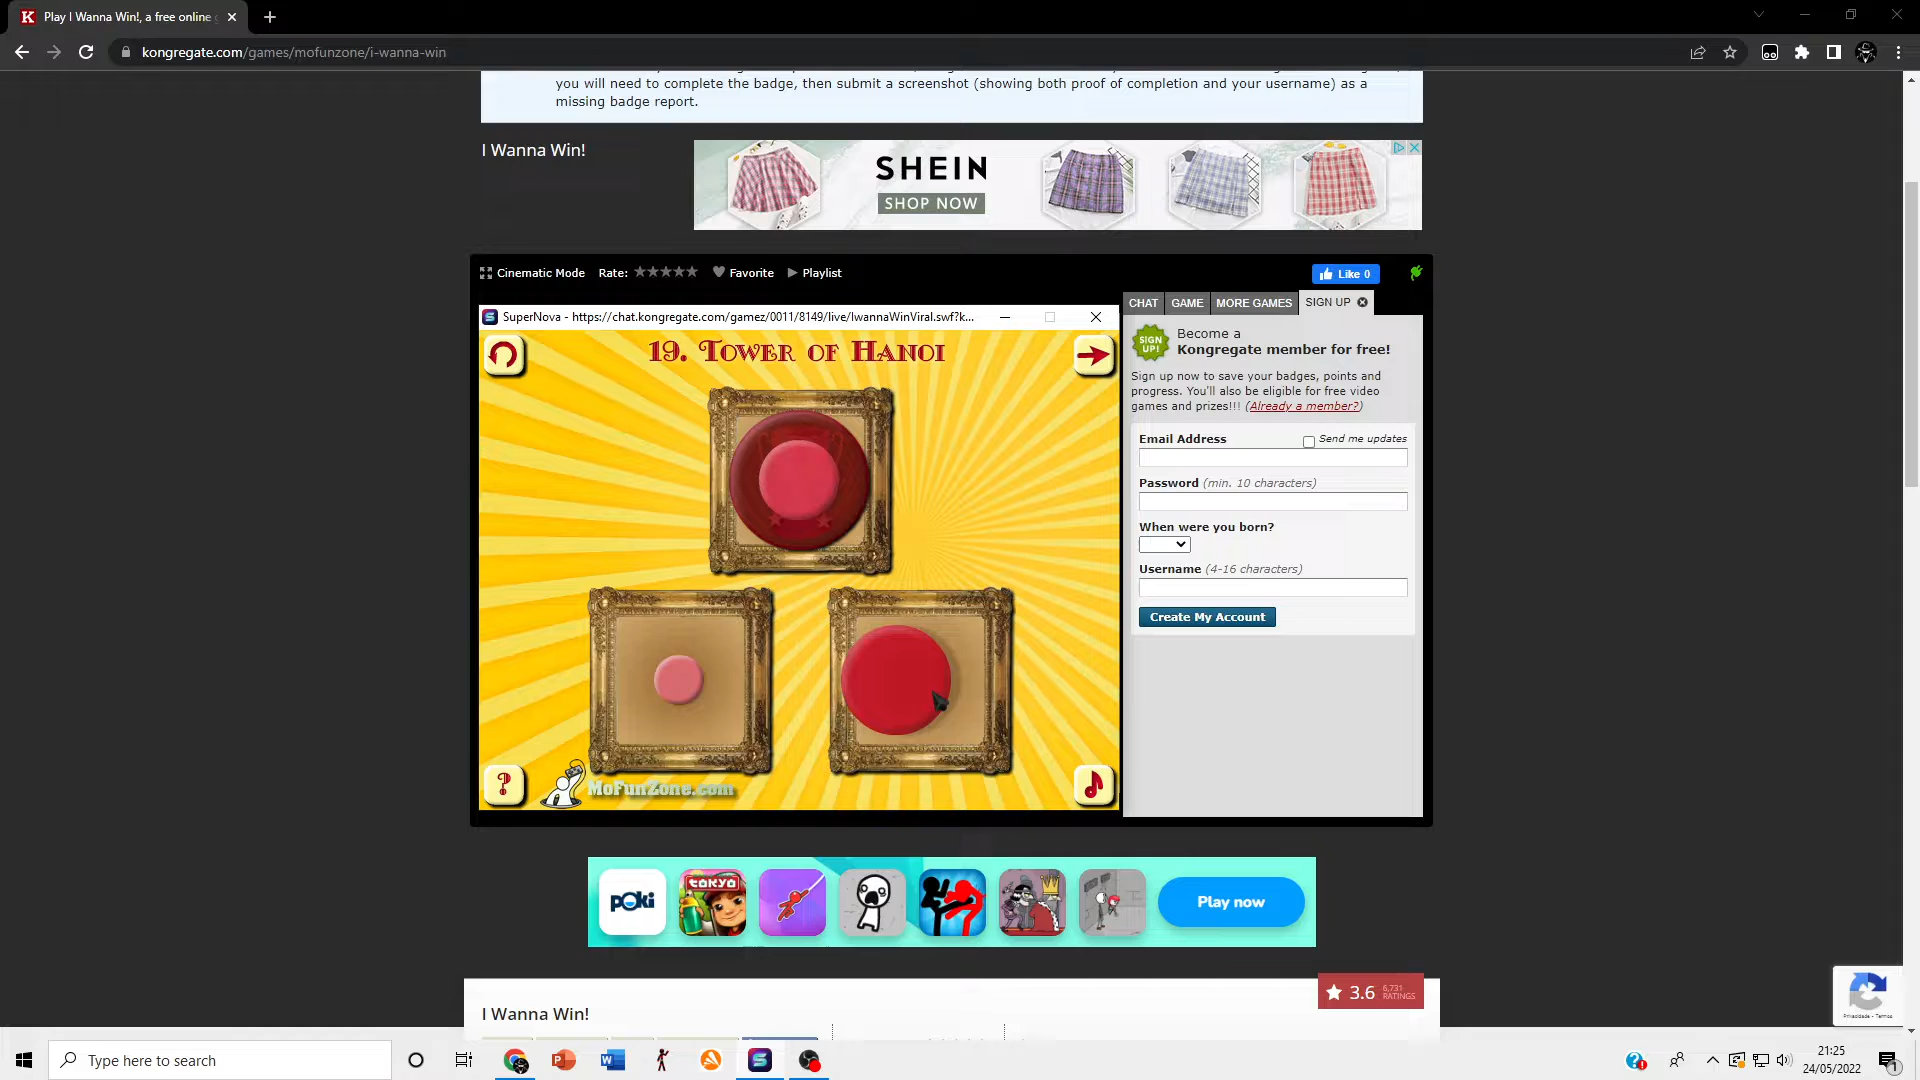 Play I Wanna Win!, a free online
kongregate.com/games/mofunzone/i-wanna-win
you will need to complete the badge, then submit a screenshot (showing both proof of completion and your username) as a
missing badge report.
I Wanna Win!
SHEIN
SHOP NOW
Cinematic Mode Rate: Favorite Playlist
Like 0
CHAT GAME MORE GAMES SIGN UP
SuperNova - https://chat.kongregate.com/gamez/0011/8149/live/IwannaWinViral.swf?k...
19. Tower of Hanoi
SIGN UP!
Become a
Kongregate member for free!
Sign up now to save your badges, points and
progress. You'll also be eligible for free video
games and prizes!!! (Already a member?)
Email Address Send me updates
Password (min. 10 characters)
When were you born?
Username (4-16 characters)
Create My Account
?
MoFunZone.com
poki
TOKYO
Play now
3.6 6,731 RATINGS
I Wanna Win!
Privacidade - Termos
Type here to search
21:25
24/05/2022